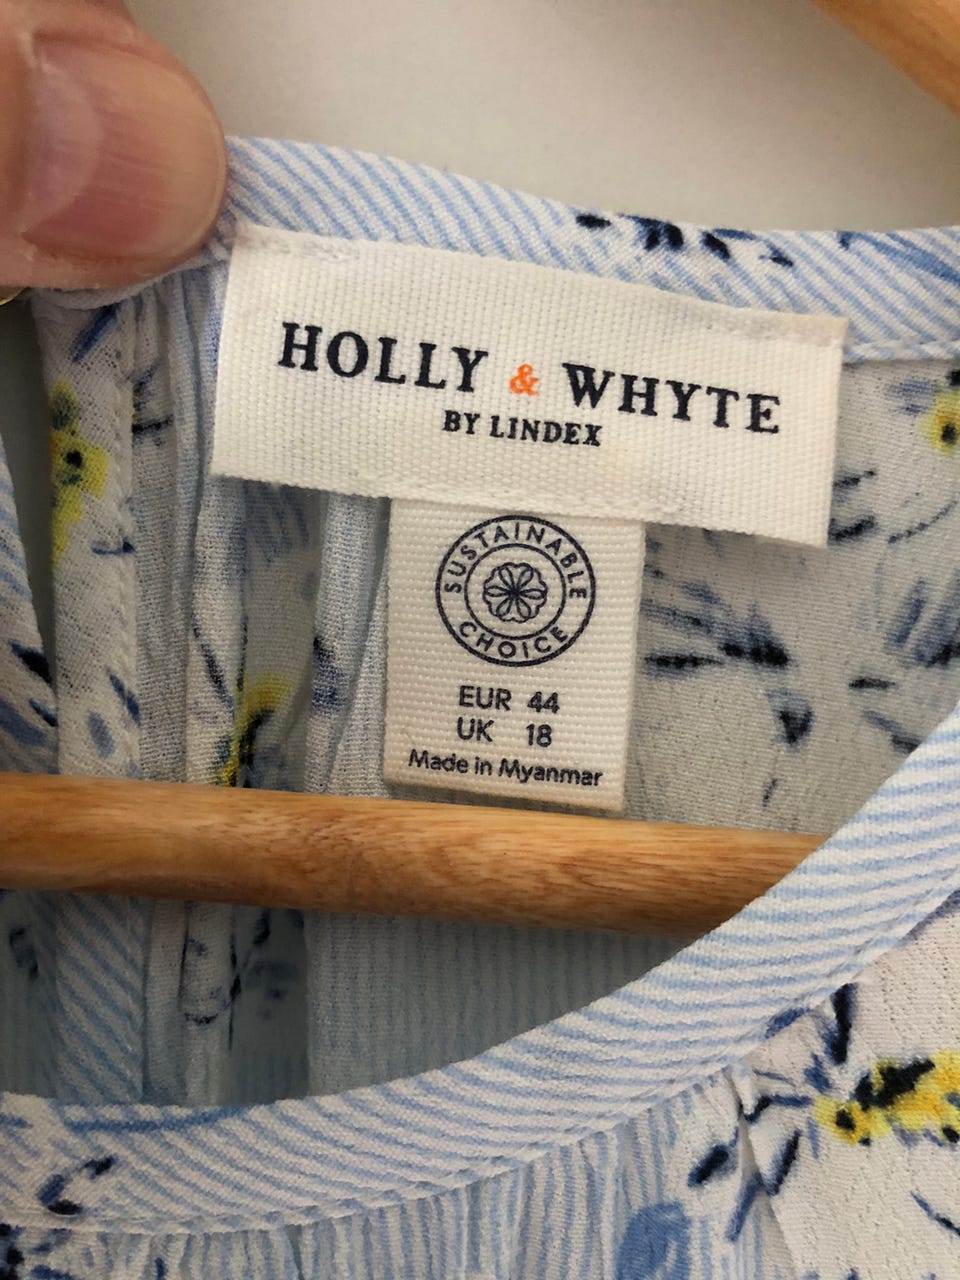 HOLLY & WHYTE
BY LINDEX
SUSTAINABLE
CHOICE
EUR 44
UK 18
Made in Myanmar